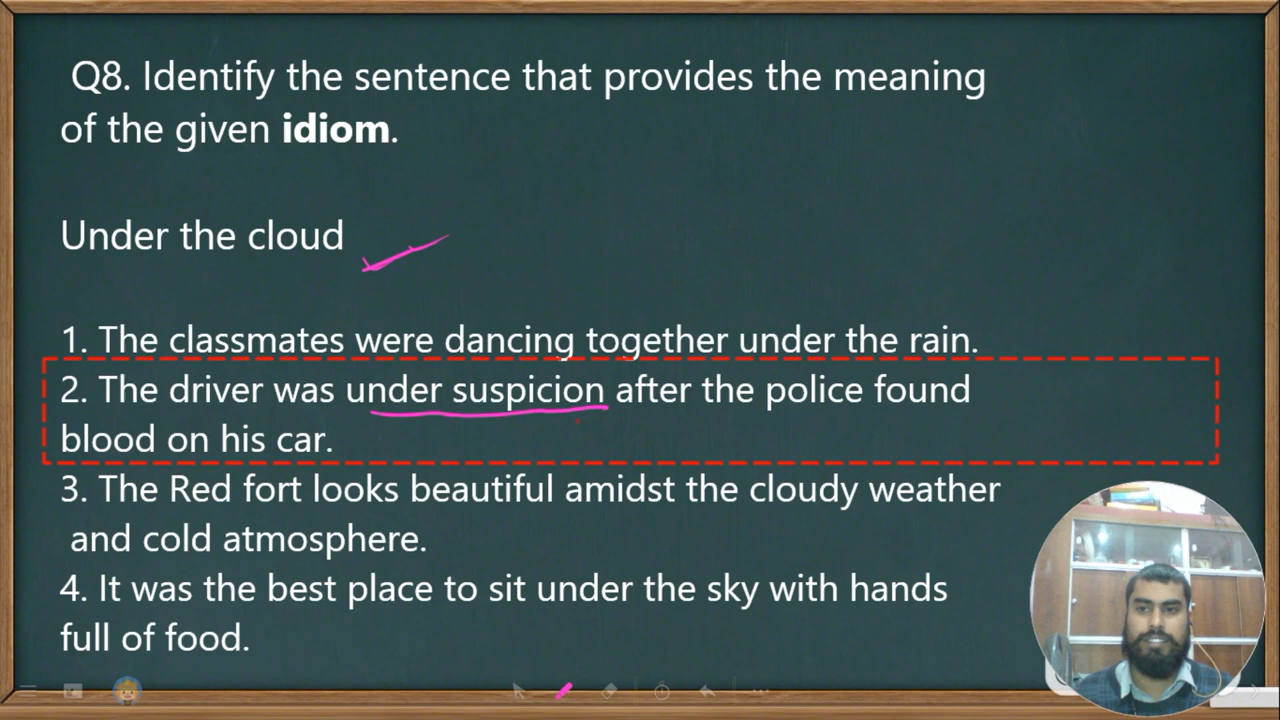 Q8. Identify the sentence that provides the meaning
of the given idiom.
Under the cloud
1. The classmates were dancing together under the rain.
2. The driver was under suspicion after the police found
blood on his car.
3. The Red fort looks beautiful amidst the cloudy weather
and cold atmosphere.
4. It was the best place to sit under the sky with hands
full of food.